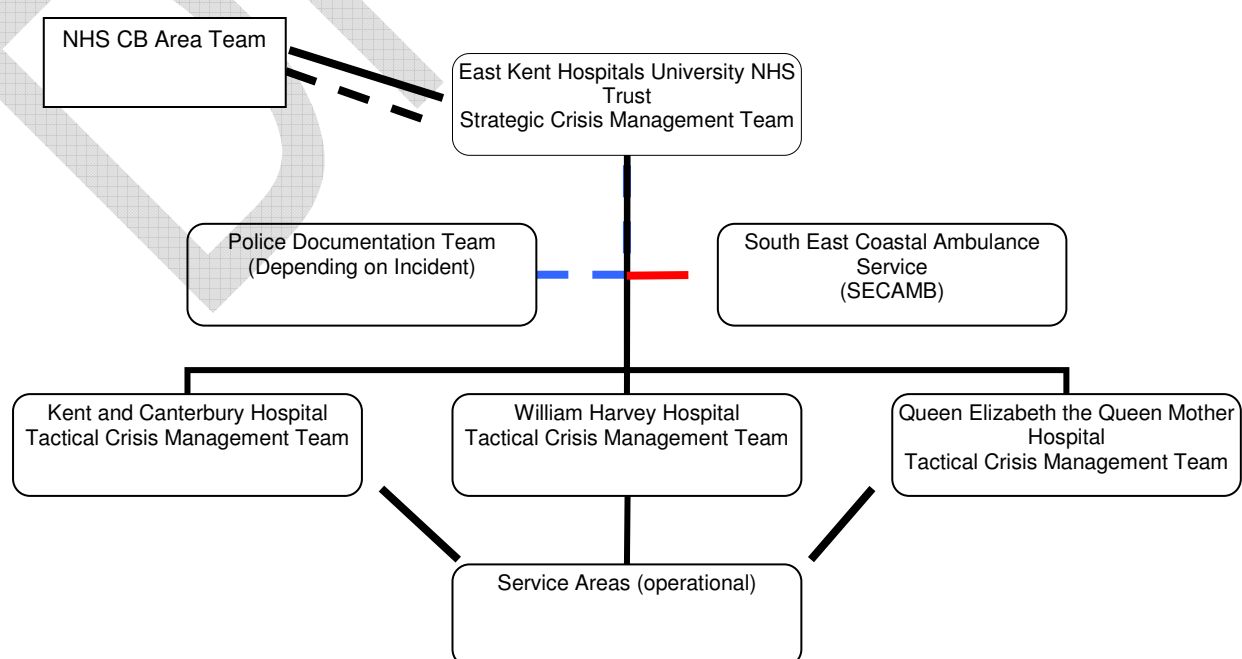 NHS CB Area Team
East Kent Hospitals University NHS
Trust
Strategic Crisis Management Team
Police Documentation Team
(Depending on Incident)
South East Coastal Ambulance
Service
(SECAMB)
Kent and Canterbury Hospital
Tactical Crisis Management Team
William Harvey Hospital
Tactical Crisis Management Team
Queen Elizabeth the Queen Mother
Hospital
Tactical Crisis Management Team
Service Areas (operational)